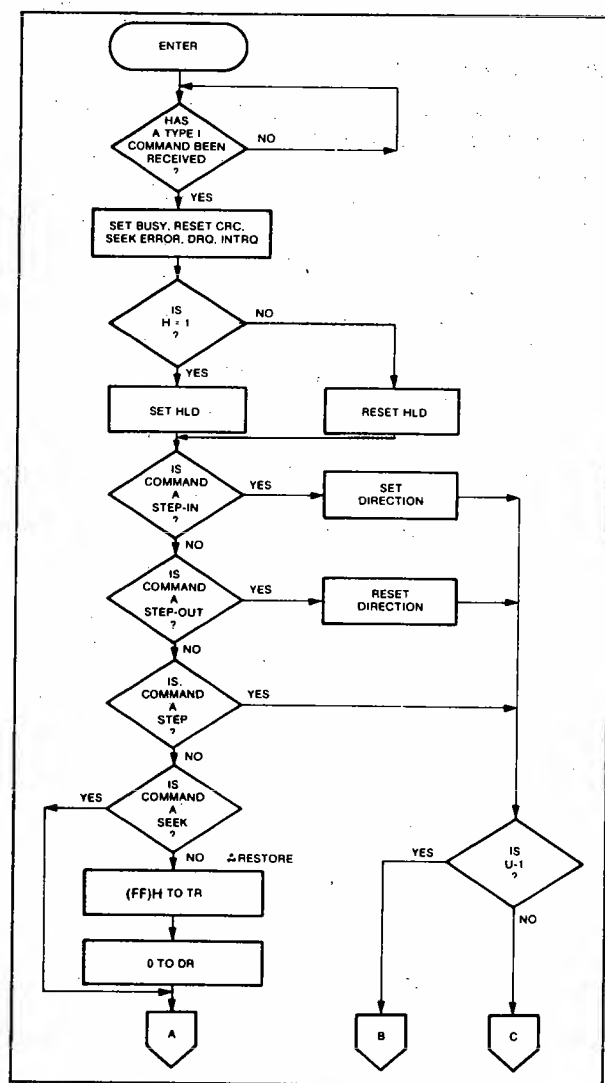 ENTER
HAS
A TYPE I
COMMAND BEEN
RECEIVED
?
NO
YES
SET BUSY, RESET CRC,
SEEK ERROR, DRQ, INTRQ
IS
H = 1
?
NO
YES
SET HLD
RESET HLD
IS
COMMAND
A
STEP-IN
?
YES
SET
DIRECTION
NO
IS
COMMAND
A
STEP-OUT
?
YES
RESET
DIRECTION
NO
IS
COMMAND
A
STEP
?
YES
NO
IS
COMMAND
A
SEEK
?
YES
NO
∴RESTORE
IS
U-1
?
YES
NO
(FF)H TO TR
0 TO DR
A
B
C